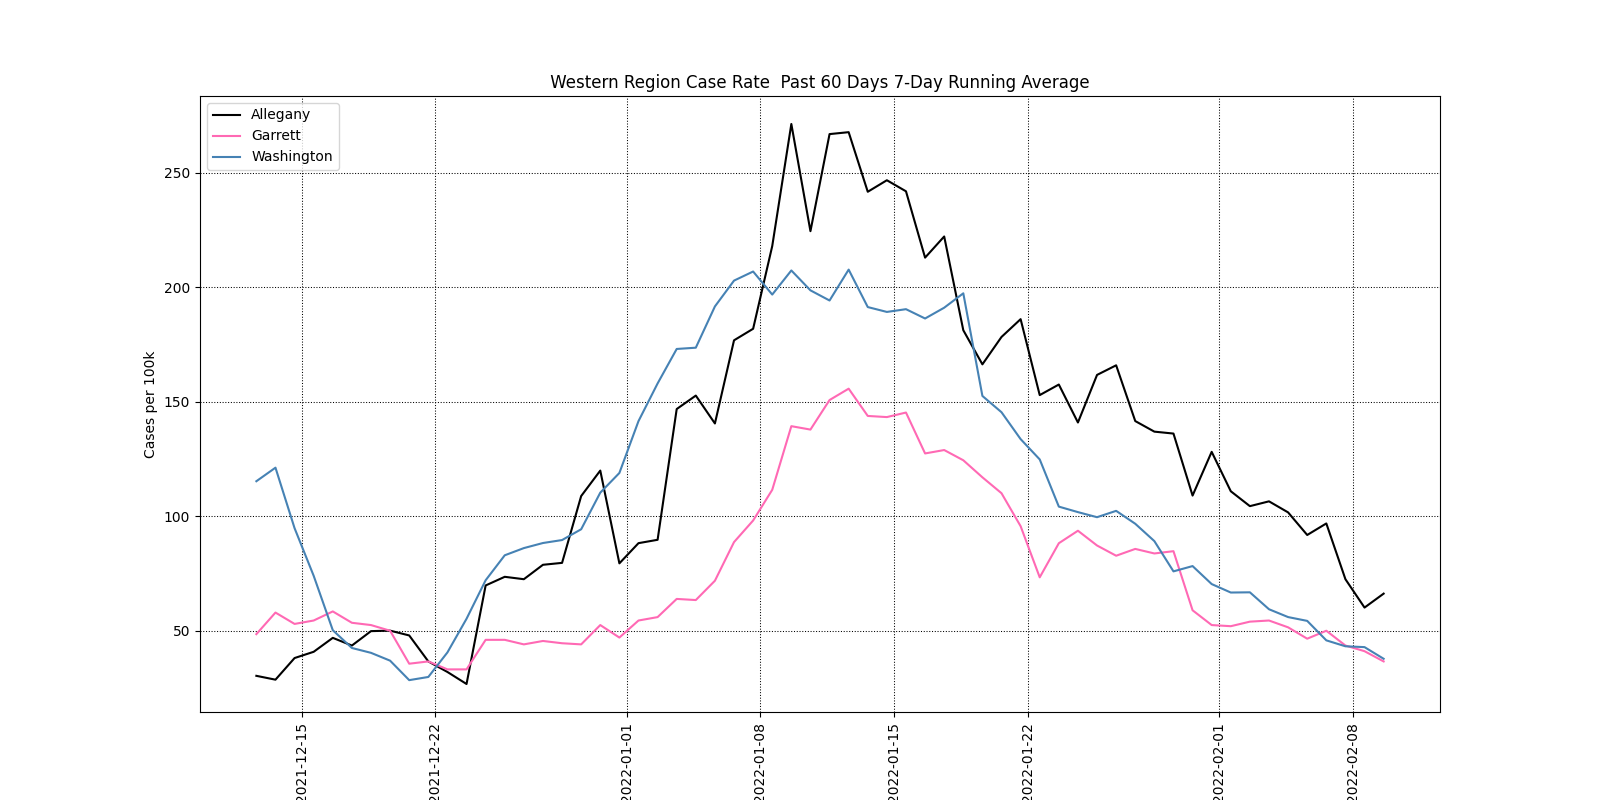 Western Region Case Rate  Past 60 Days 7-Day Running Average
Allegany
Garrett
Washington
Cases per 100k
250
200
150
100
50
2021-12-15
2021-12-22
2022-01-01
2022-01-08
2022-01-15
2022-01-22
2022-02-01
2022-02-08